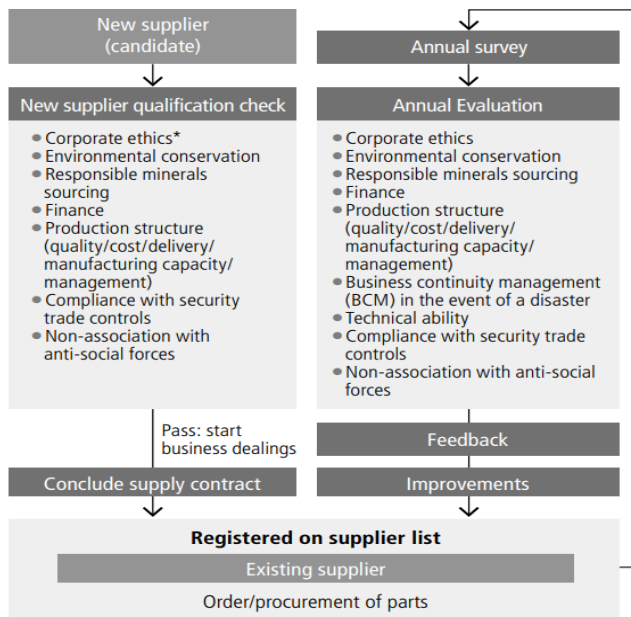 New supplier
(candidate)
New supplier qualification check
● Corporate ethics*
● Environmental conservation
● Responsible minerals
sourcing
● Finance
● Production structure
(quality/cost/delivery/
manufacturing capacity/
management)
● Compliance with security
trade controls
● Non-association with
anti-social forces
Pass: start
business dealings
Conclude supply contract
Annual survey
Annual Evaluation
● Corporate ethics
● Environmental conservation
● Responsible minerals sourcing
● Finance
● Production structure
(quality/cost/delivery/
manufacturing capacity/
management)
● Business continuity management
(BCM) in the event of a disaster
● Technical ability
● Compliance with security trade
controls
● Non-association with anti-social
forces
Feedback
Improvements
Registered on supplier list
Existing supplier
Order/procurement of parts